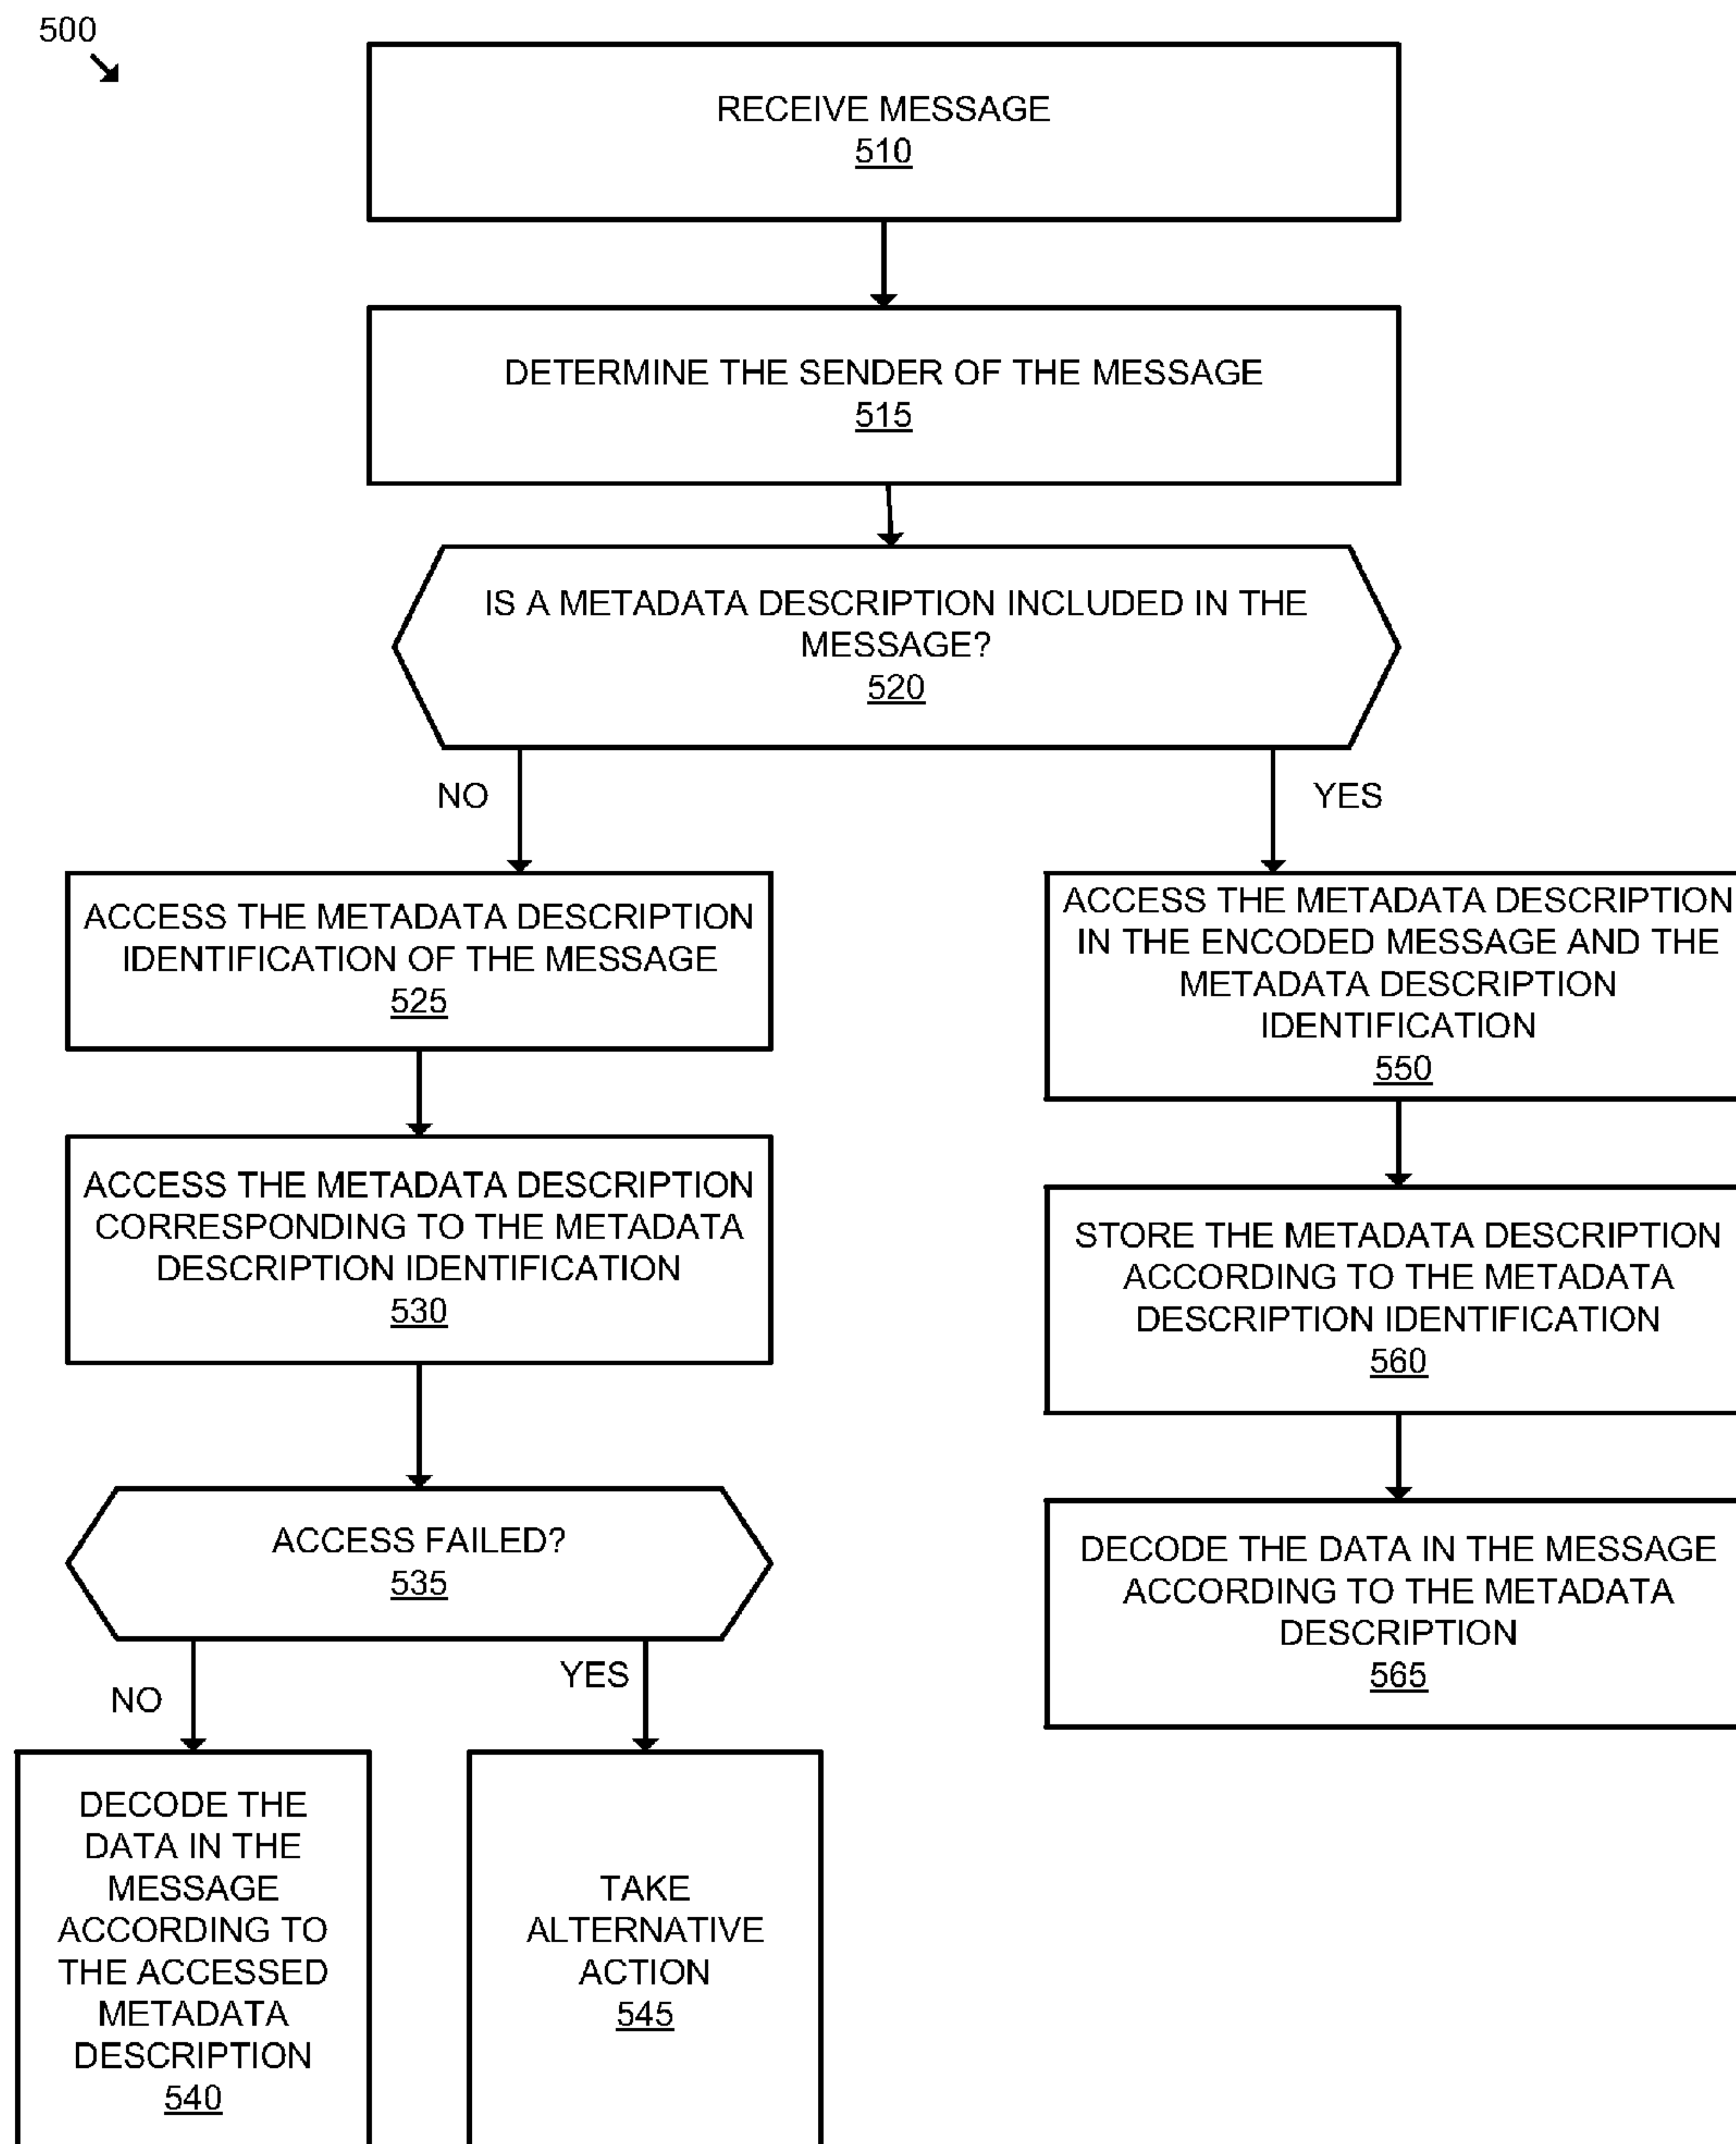 500
RECEIVE MESSAGE
510
DETERMINE THE SENDER OF THE MESSAGE
515
IS A METADATA DESCRIPTION INCLUDED IN THE
MESSAGE?
520
NO
YES
ACCESS THE METADATA DESCRIPTION
IDENTIFICATION OF THE MESSAGE
525
ACCESS THE METADATA DESCRIPTION
CORRESPONDING TO THE METADATA
DESCRIPTION IDENTIFICATION
530
ACCESS FAILED?
535
NO
YES
DECODE THE
DATA IN THE
MESSAGE
ACCORDING TO
THE ACCESSED
METADATA
DESCRIPTION
540
TAKE
ALTERNATIVE
ACTION
545
ACCESS THE METADATA DESCRIPTION
IN THE ENCODED MESSAGE AND THE
METADATA DESCRIPTION
IDENTIFICATION
550
STORE THE METADATA DESCRIPTION
ACCORDING TO THE METADATA
DESCRIPTION IDENTIFICATION
560
DECODE THE DATA IN THE MESSAGE
ACCORDING TO THE METADATA
DESCRIPTION
565